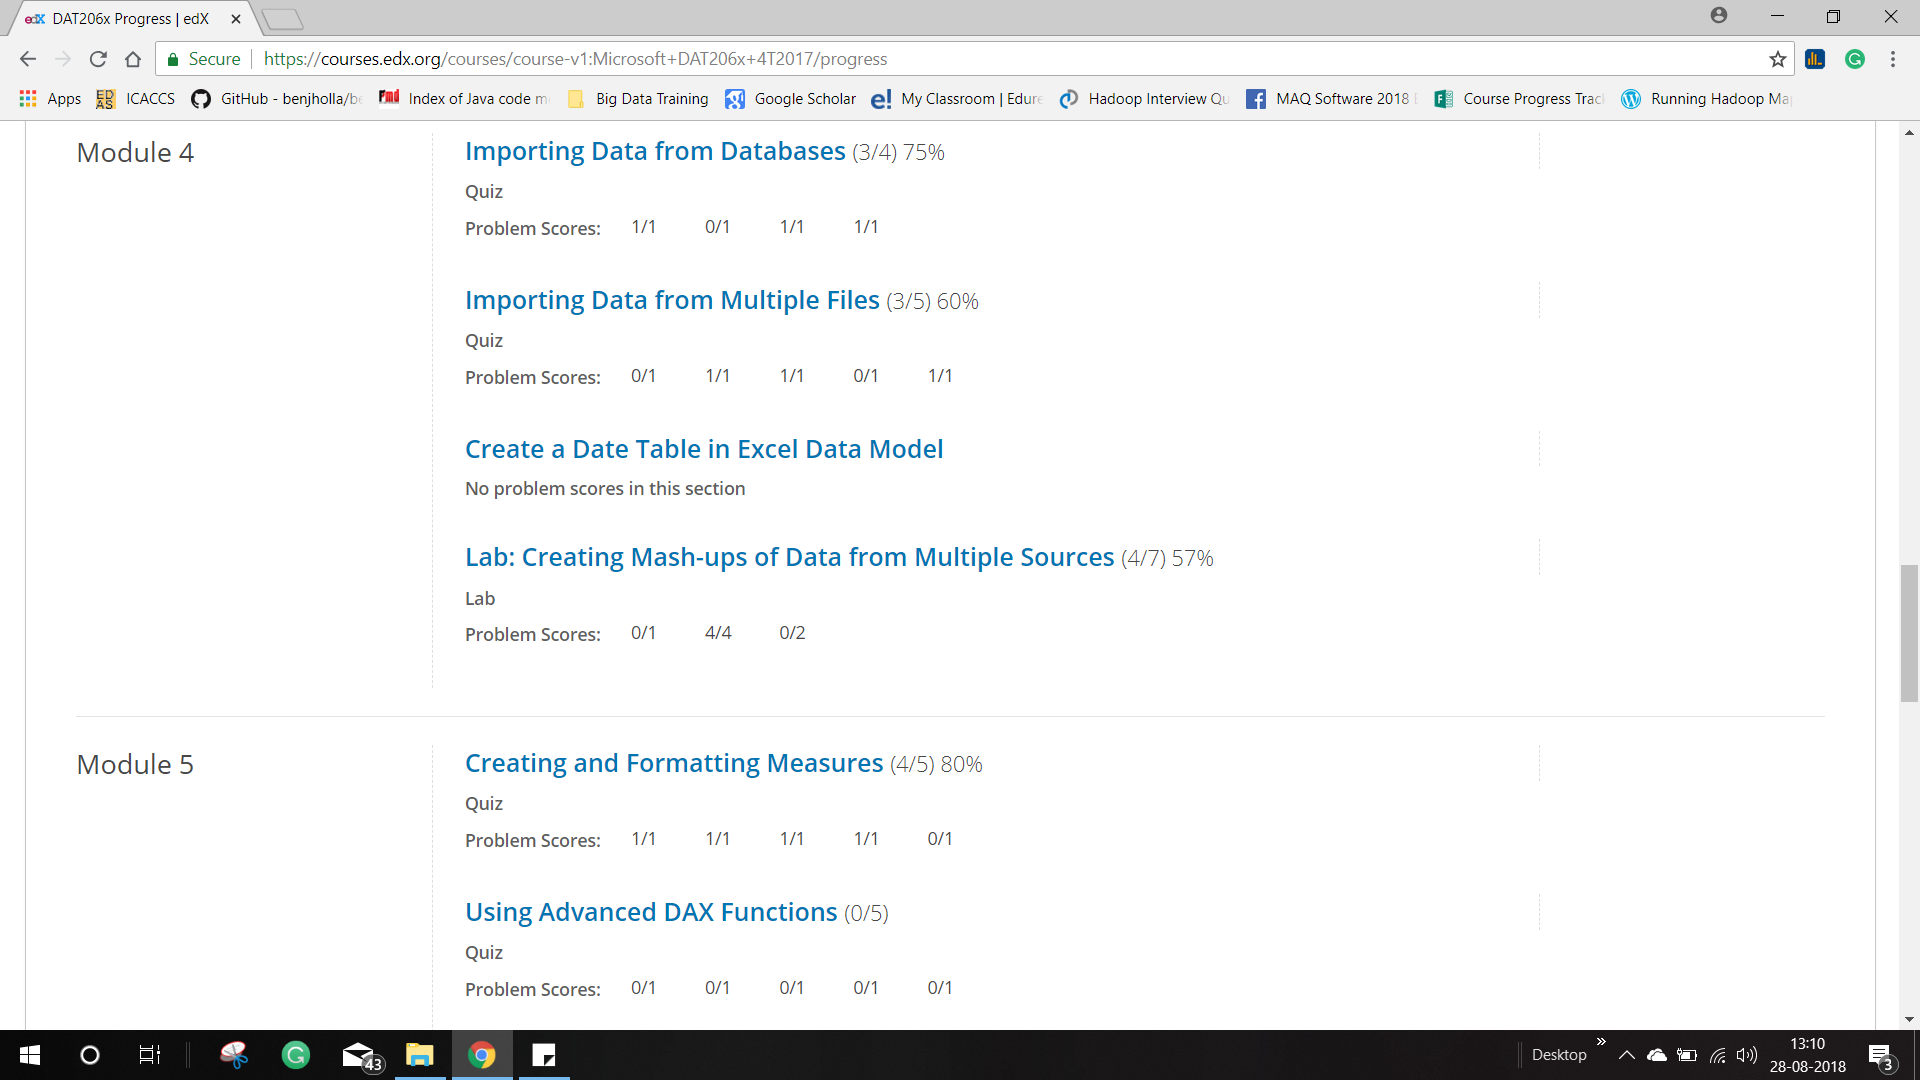 DAT206x Progress | edX
Secure https://courses.edx.org/courses/course-v1:Microsoft+DAT206x+4T2017/progress
Apps ICACCS GitHub - benjholla/be Index of Java code m Big Data Training Google Scholar My Classroom | Edure Hadoop Interview Qu MAQ Software 2018 Course Progress Trac Running Hadoop Ma
Module 4
Importing Data from Databases (3/4) 75%
Quiz
Problem Scores: 1/1 0/1 1/1 1/1
Importing Data from Multiple Files (3/5) 60%
Quiz
Problem Scores: 0/1 1/1 1/1 0/1 1/1
Create a Date Table in Excel Data Model
No problem scores in this section
Lab: Creating Mash-ups of Data from Multiple Sources (4/7) 57%
Lab
Problem Scores: 0/1 4/4 0/2
Module 5
Creating and Formatting Measures (4/5) 80%
Quiz
Problem Scores: 1/1 1/1 1/1 1/1 0/1
Using Advanced DAX Functions (0/5)
Quiz
Problem Scores: 0/1 0/1 0/1 0/1 0/1
43
Desktop
13:10
28-08-2018
3